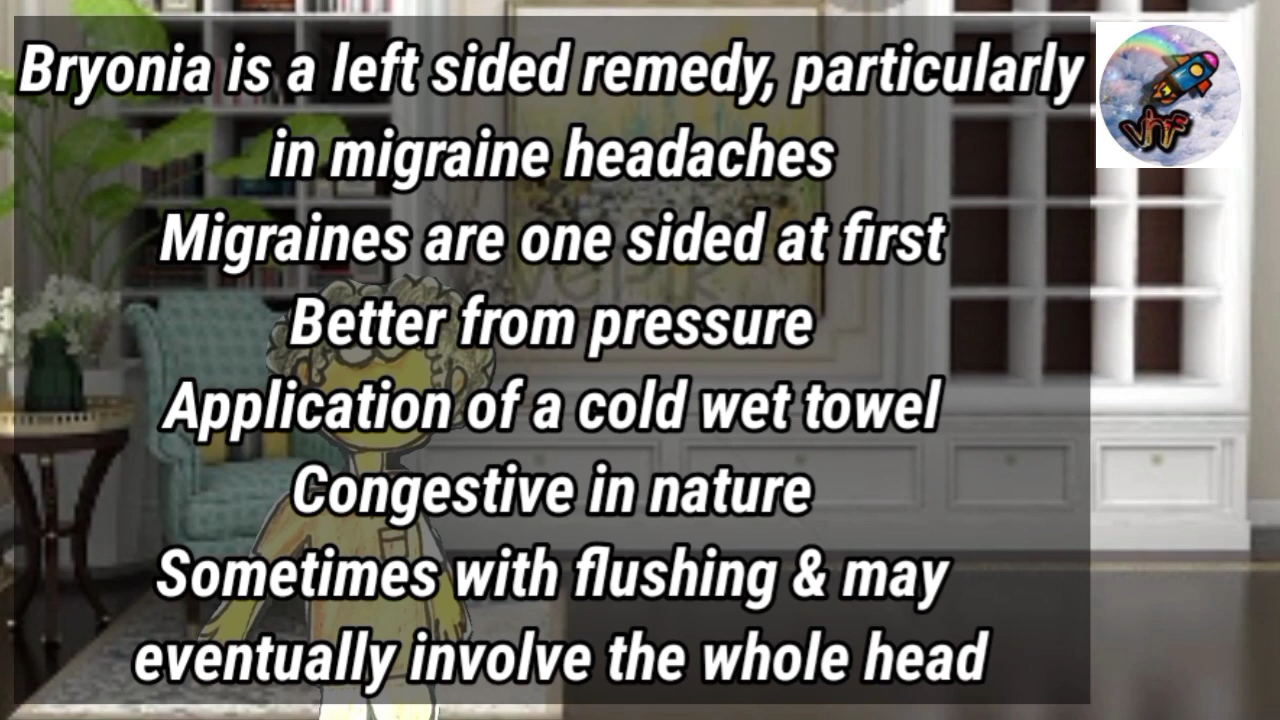 Bryonia is a left sided remedy, particularly
in migraine headaches
Migraines are one sided at first
Better from pressure
Application of a cold wet towel
Congestive in nature
Sometimes with flushing & may
eventually involve the whole head